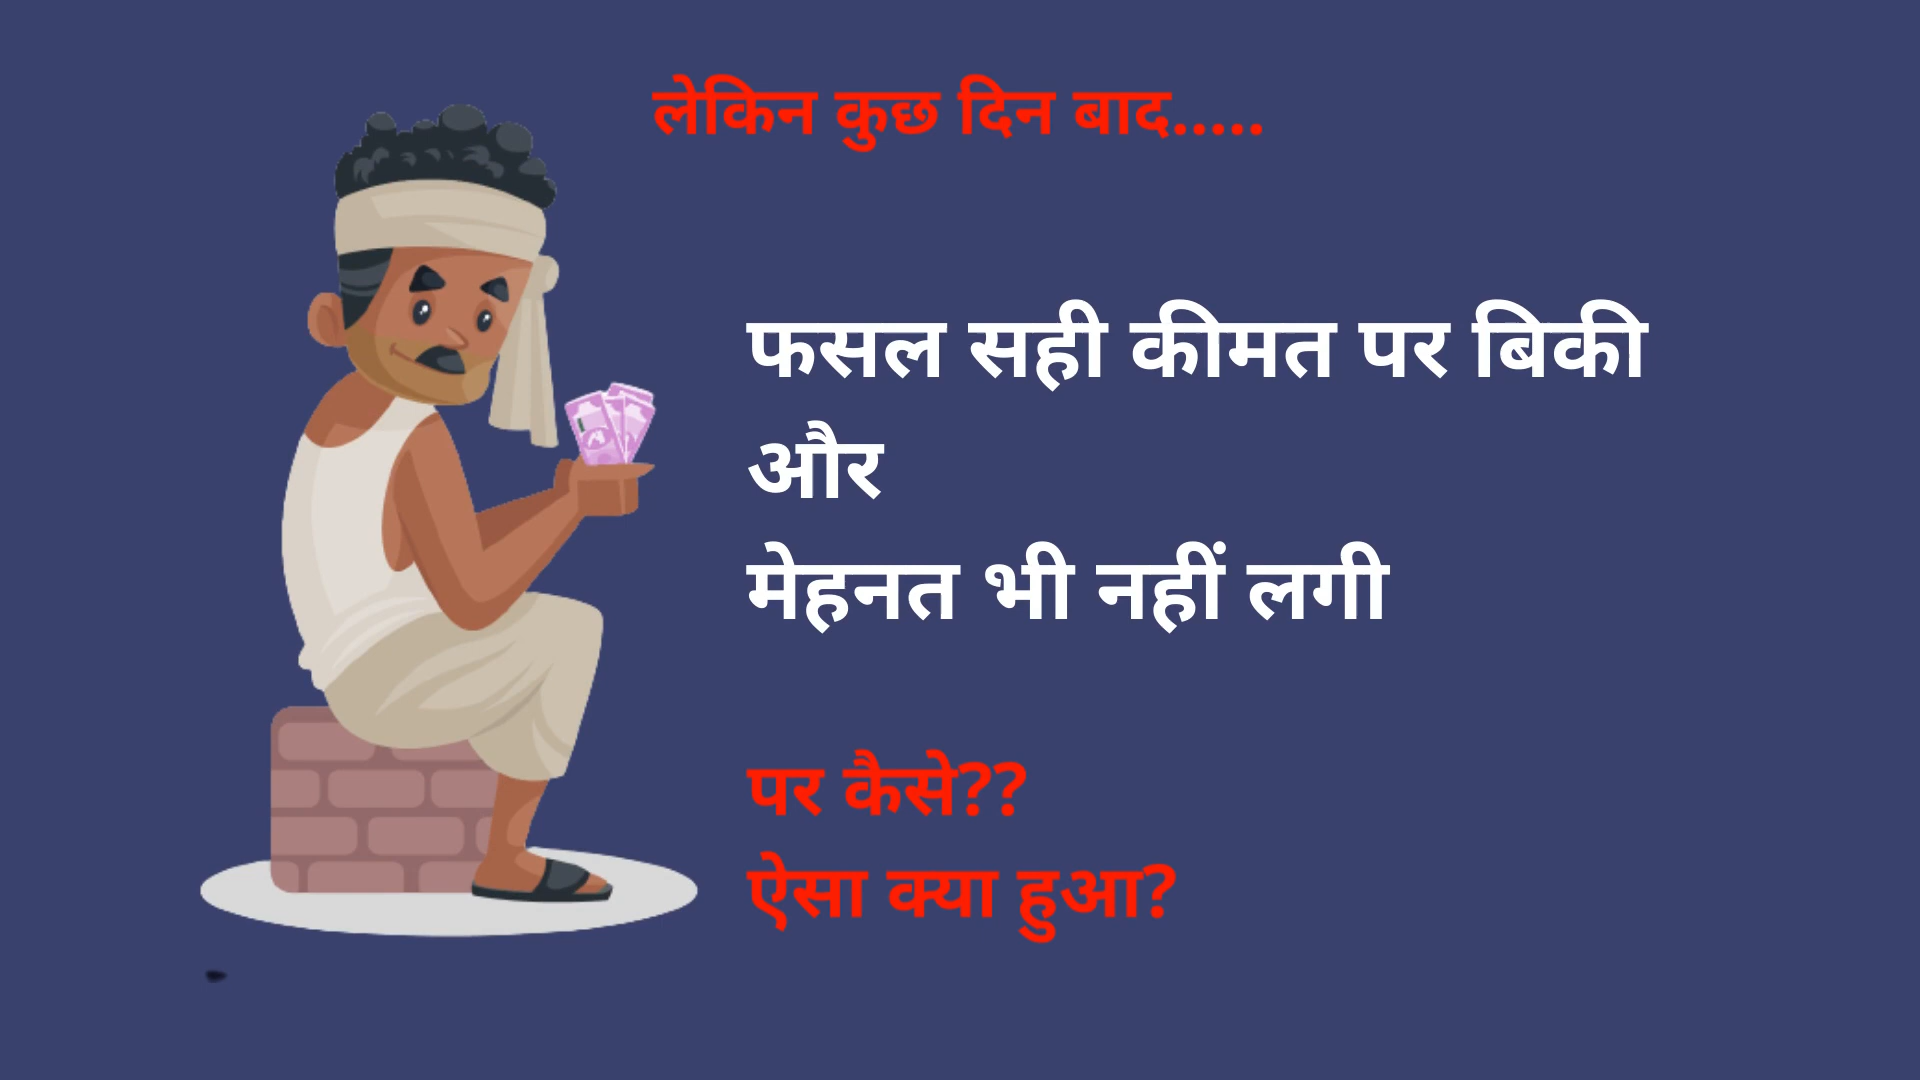 लेकिन कुछ दिन बाद.....
फसल सही कीमत पर बिकी
और
मेहनत भी नहीं लगी
पर कैसे??
ऐसा क्या हुआ?